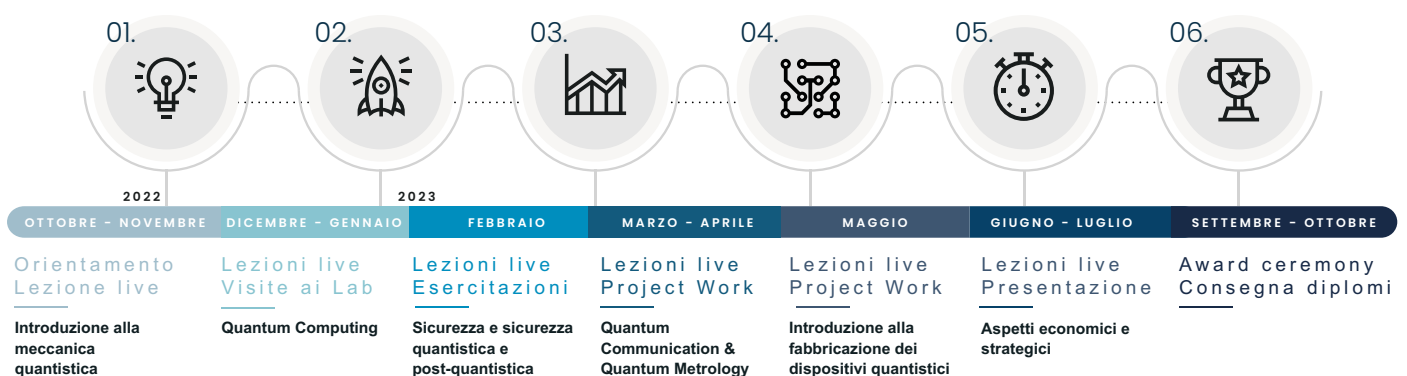 01.
02.
03.
04.
05.
06.
2022
2023
OTTOBRE – NOVEMBRE
DICEMBRE – GENNAIO
FEBBRAIO
MARZO – APRILE
MAGGIO
GIUGNO – LUGLIO
SETTEMBRE – OTTOBRE
Orientamento
Lezione live
Introduzione alla
meccanica
quantistica
Lezioni live
Visite ai Lab
Quantum Computing
Lezioni live
Esercitazioni
Sicurezza e sicurezza
quantistica e
post-quantistica
Lezioni live
Project Work
Quantum
Communication &
Quantum Metrology
Lezioni live
Project Work
Introduzione alla
fabbricazione dei
dispositivi quantistici
Lezioni live
Presentazione
Aspetti economici e
strategici
Award ceremony
Consegna diplomi